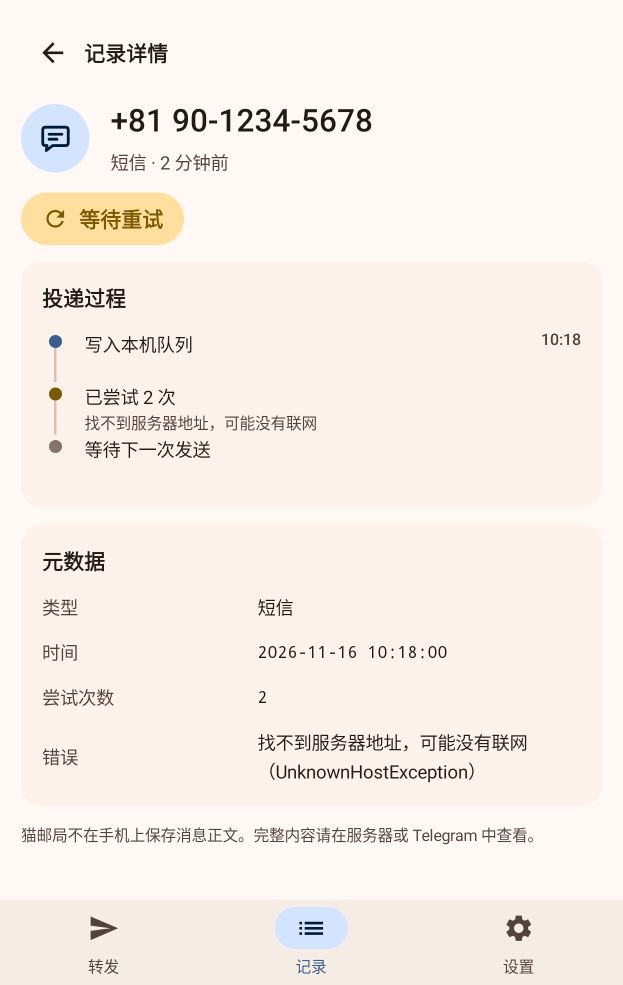 记录详情
+81 90-1234-5678
短信 · 2 分钟前
等待重试
投递过程
写入本机队列 10:18
已尝试 2 次
找不到服务器地址，可能没有联网
等待下一次发送
元数据
类型 短信
时间 2026-11-16 10:18:00
尝试次数 2
错误 找不到服务器地址，可能没有联网
（UnknownHostException）
猫邮局不在手机上保存消息正文。完整内容请在服务器或 Telegram 中查看。
转发 记录 设置